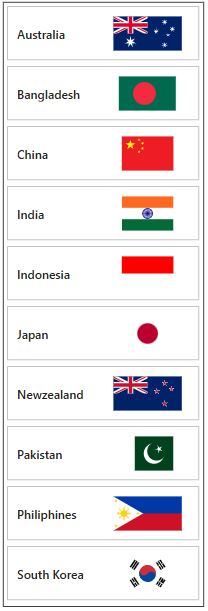 Australia
Bangladesh
China
India
Indonesia
Japan
Newzealand
Pakistan
Philiphines
South Korea